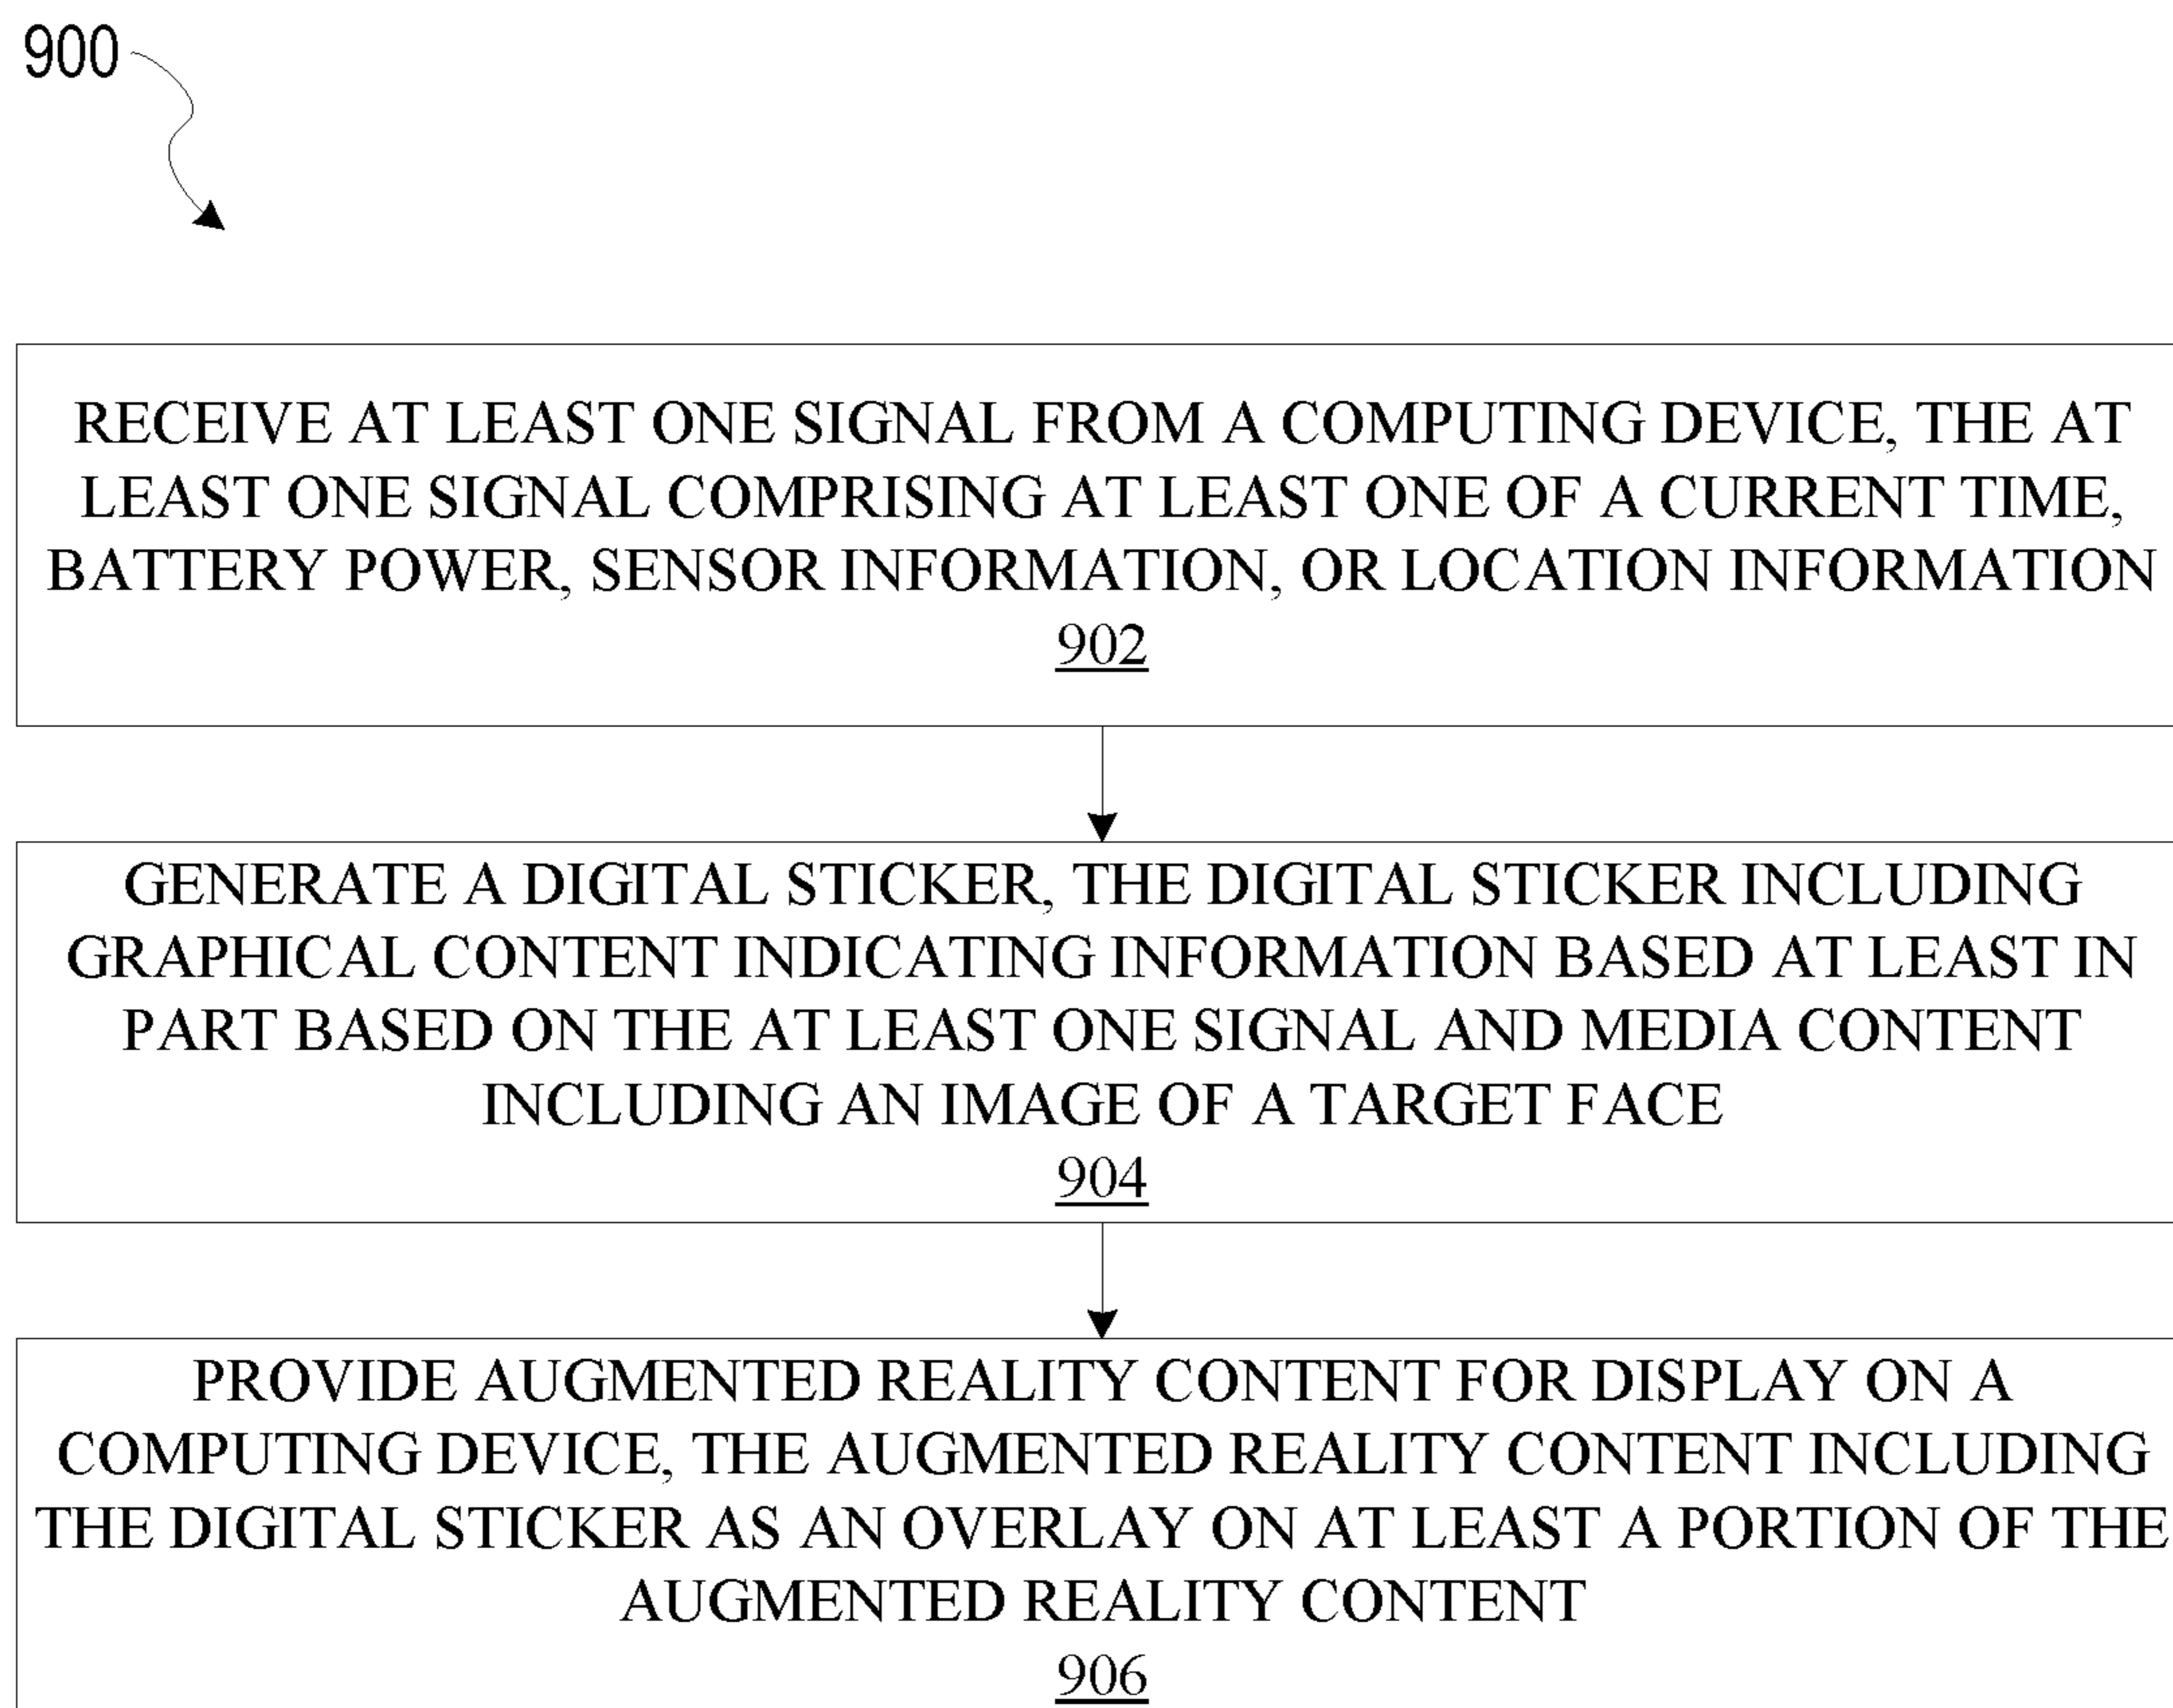 900
RECEIVE AT LEAST ONE SIGNAL FROM A COMPUTING DEVICE, THE AT
LEAST ONE SIGNAL COMPRISING AT LEAST ONE OF A CURRENT TIME,
BATTERY POWER, SENSOR INFORMATION, OR LOCATION INFORMATION
902
GENERATE A DIGITAL STICKER, THE DIGITAL STICKER INCLUDING
GRAPHICAL CONTENT INDICATING INFORMATION BASED AT LEAST IN
PART BASED ON THE AT LEAST ONE SIGNAL AND MEDIA CONTENT
INCLUDING AN IMAGE OF A TARGET FACE
904
PROVIDE AUGMENTED REALITY CONTENT FOR DISPLAY ON A
COMPUTING DEVICE, THE AUGMENTED REALITY CONTENT INCLUDING
THE DIGITAL STICKER AS AN OVERLAY ON AT LEAST A PORTION OF THE
AUGMENTED REALITY CONTENT
906